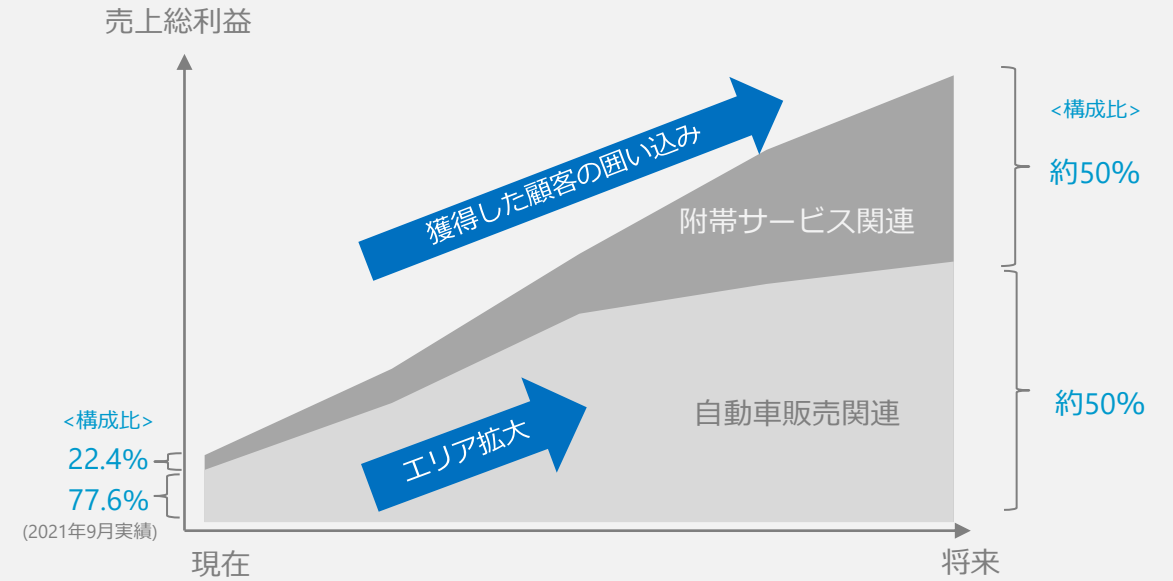 売上総利益
獲得した顧客の囲い込み
<構成比>
約50%
附帯サービス関連
自動車販売関連
約50%
エリア拡大
<構成比>
22.4%
77.6%
(2021年9月実績)
現在
将来